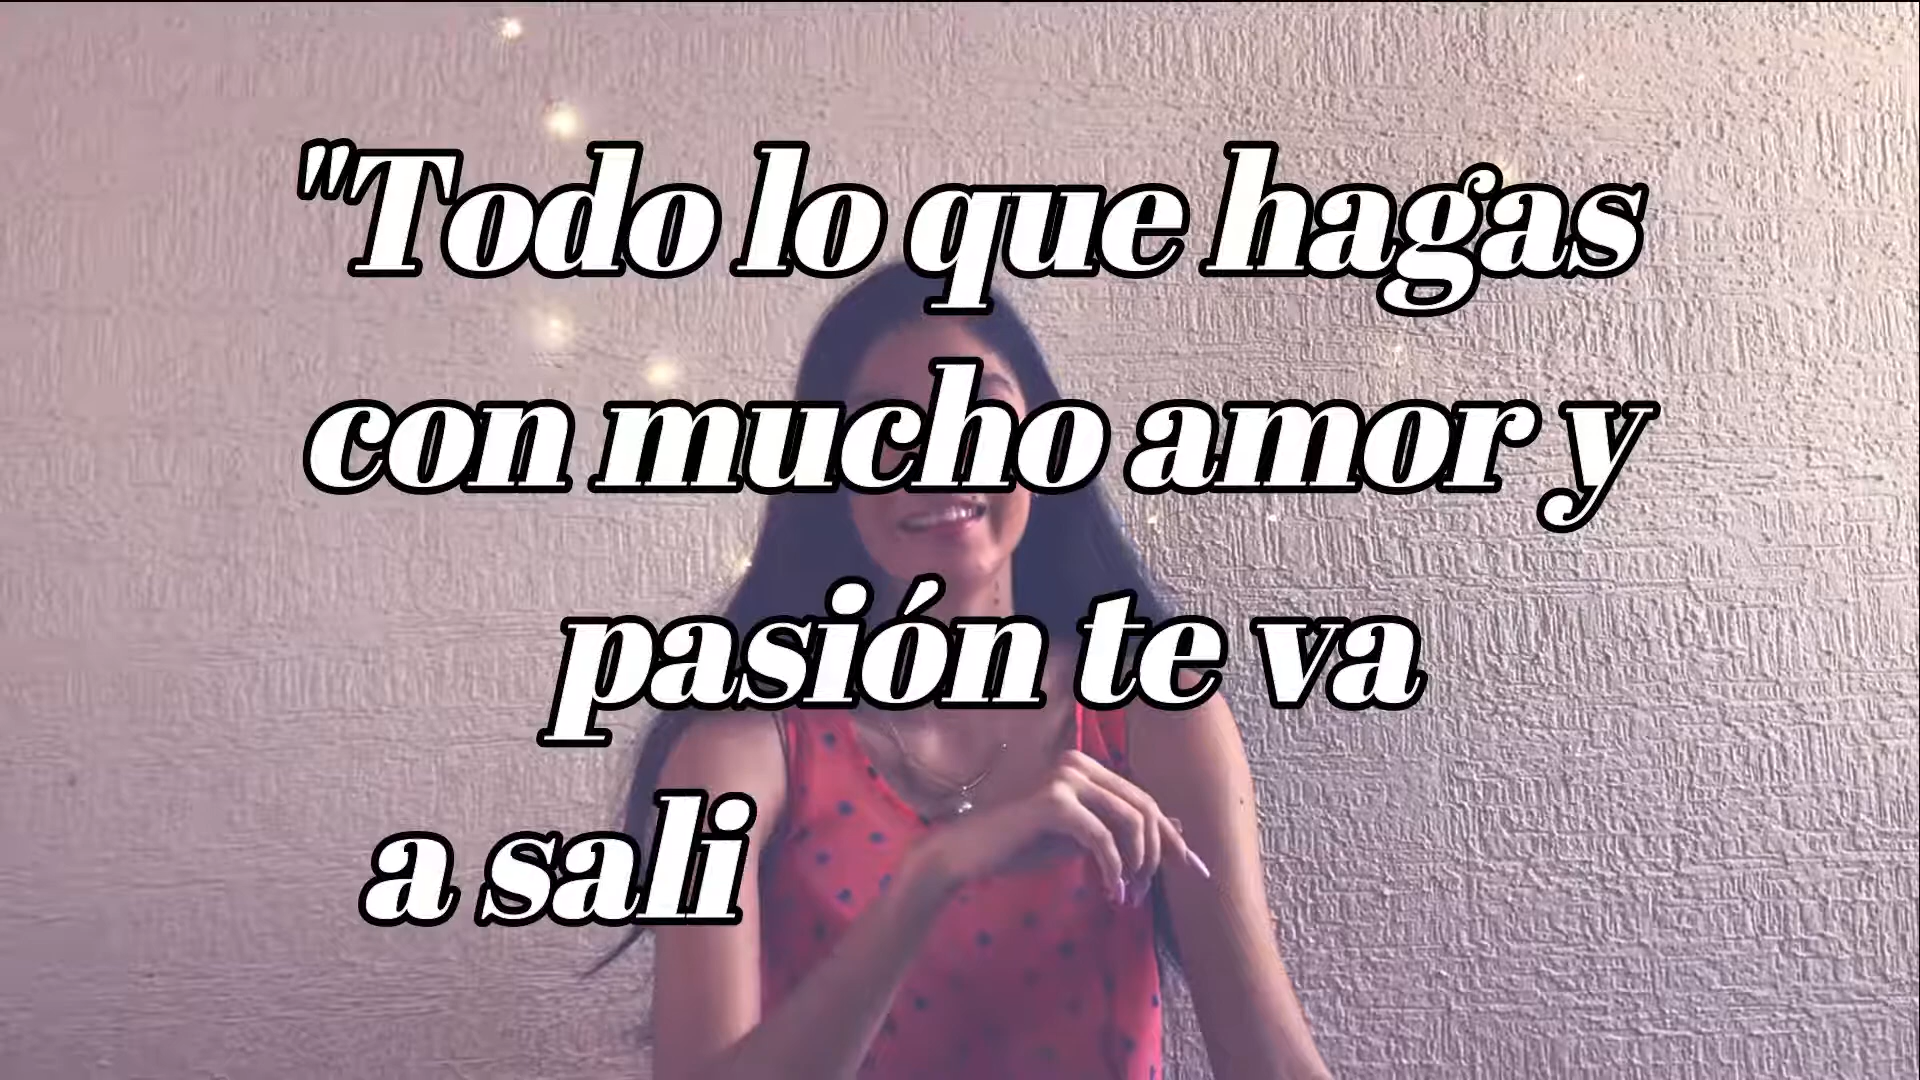 "Todo lo que hagas
con mucho amor y
pasión te va
a sali